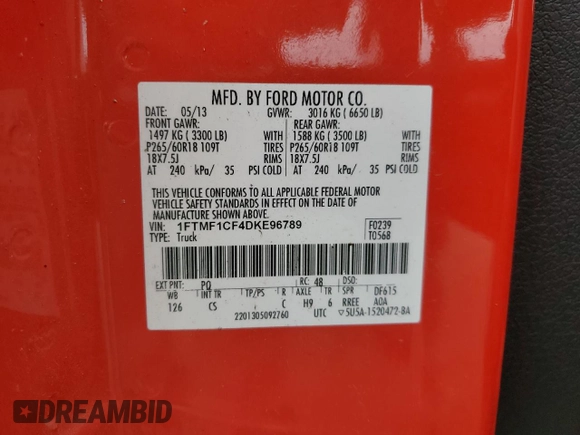 MFD. BY FORD MOTOR CO.
DATE: 05/13 GVWR: 3016 KG ( 6650 LB)
FRONT GAWR: REAR GAWR:
1497 KG ( 3300 LB) WITH 1588 KG ( 3500 LB) WITH
P265/60R18 109T TIRES P265/60R18 109T TIRES
18X7.5J RIMS 18X7.5J RIMS
AT 240 kPa/ 35 PSI COLD AT 240 kPa/ 35 PSI COLD
THIS VEHICLE CONFORMS TO ALL APPLICABLE FEDERAL MOTOR
VEHICLE SAFETY STANDARDS IN EFFECT ON THE DATE OF
MANUFACTURE SHOWN ABOVE.
VIN: 1FTMF1CF4DKE96789 F0239
TYPE: Truck T0568
EXT PNT: PQ RC: 48 DSO:
WB INT TR TP/PS R AXLE TR SPR DF615
126 CS C H9 6 RREE AOA
2201305092760 UTC ▽5U5A-1520472-BA
DREAMBID